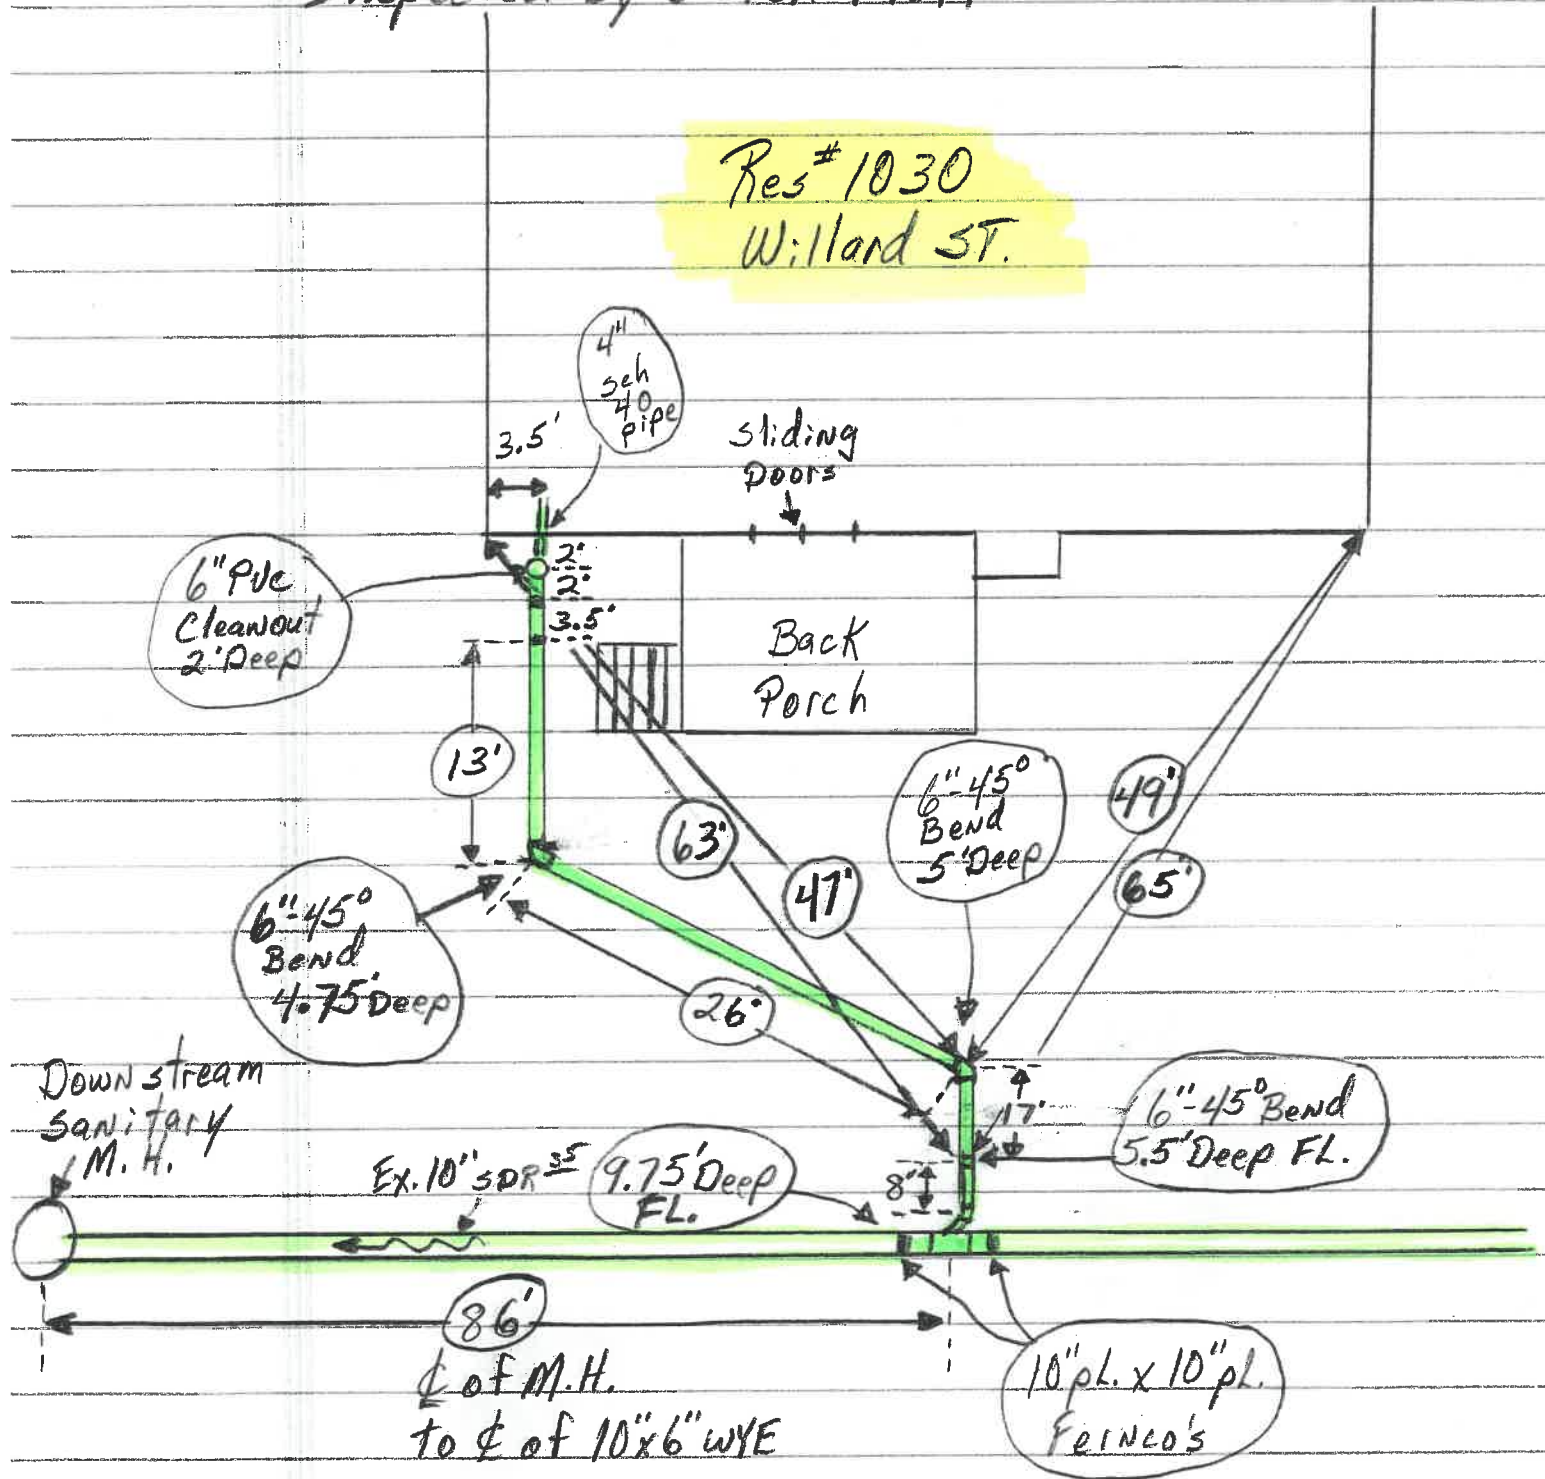 Res # 1030
Willard ST.
4"
sch
40
pipe
3.5'
sliding
Doors
6" PVC
Cleanout
2' Deep
2'
2'
3.5'
Back
Porch
13'
6"-45°
Bend
5' Deep
49'
63'
47'
65'
6"-45°
Bend
4.75' Deep
26'
Downstream
sanitary
M.H.
17'
6"-45° Bend
5.5' Deep FL.
Ex. 10" SDR 35
9.75' Deep
FL.
8'
86'
℄ of M.H.
to ℄ of 10"x6" WYE
10" pL. x 10" pL.
Fernco's